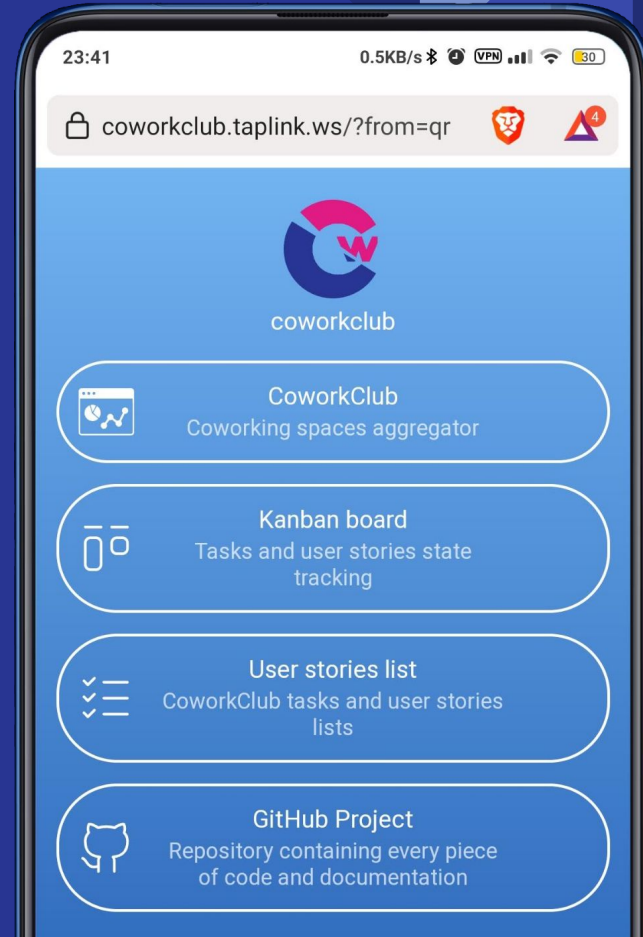 23:41
0.5KB/s VPN 30
coworkclub.taplink.ws/?from=qr
4
CW
coworkclub
CoworkClub
Coworking spaces aggregator
Kanban board
Tasks and user stories state
tracking
User stories list
CoworkClub tasks and user stories
lists
GitHub Project
Repository containing every piece
of code and documentation